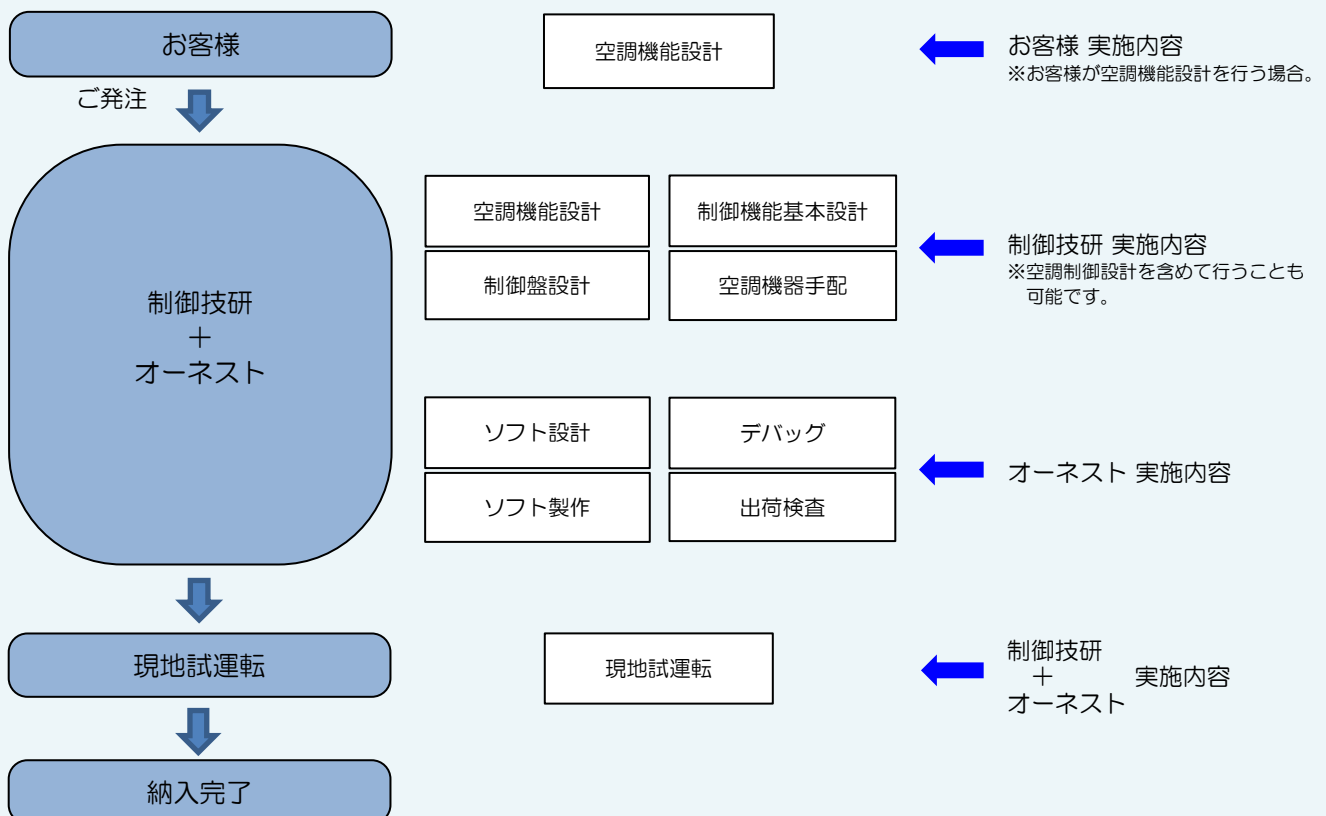 お客様
空調機能設計
お客様 実施内容
※お客様が空調機能設計を行う場合。
ご発注
制御技研
＋
オーネスト
空調機能設計
制御機能基本設計
制御盤設計
空調機器手配
制御技研 実施内容
※空調制御設計を含めて行うことも
可能です。
ソフト設計
デバッグ
ソフト製作
出荷検査
オーネスト 実施内容
現地試運転
現地試運転
制御技研
＋
オーネスト
実施内容
納入完了